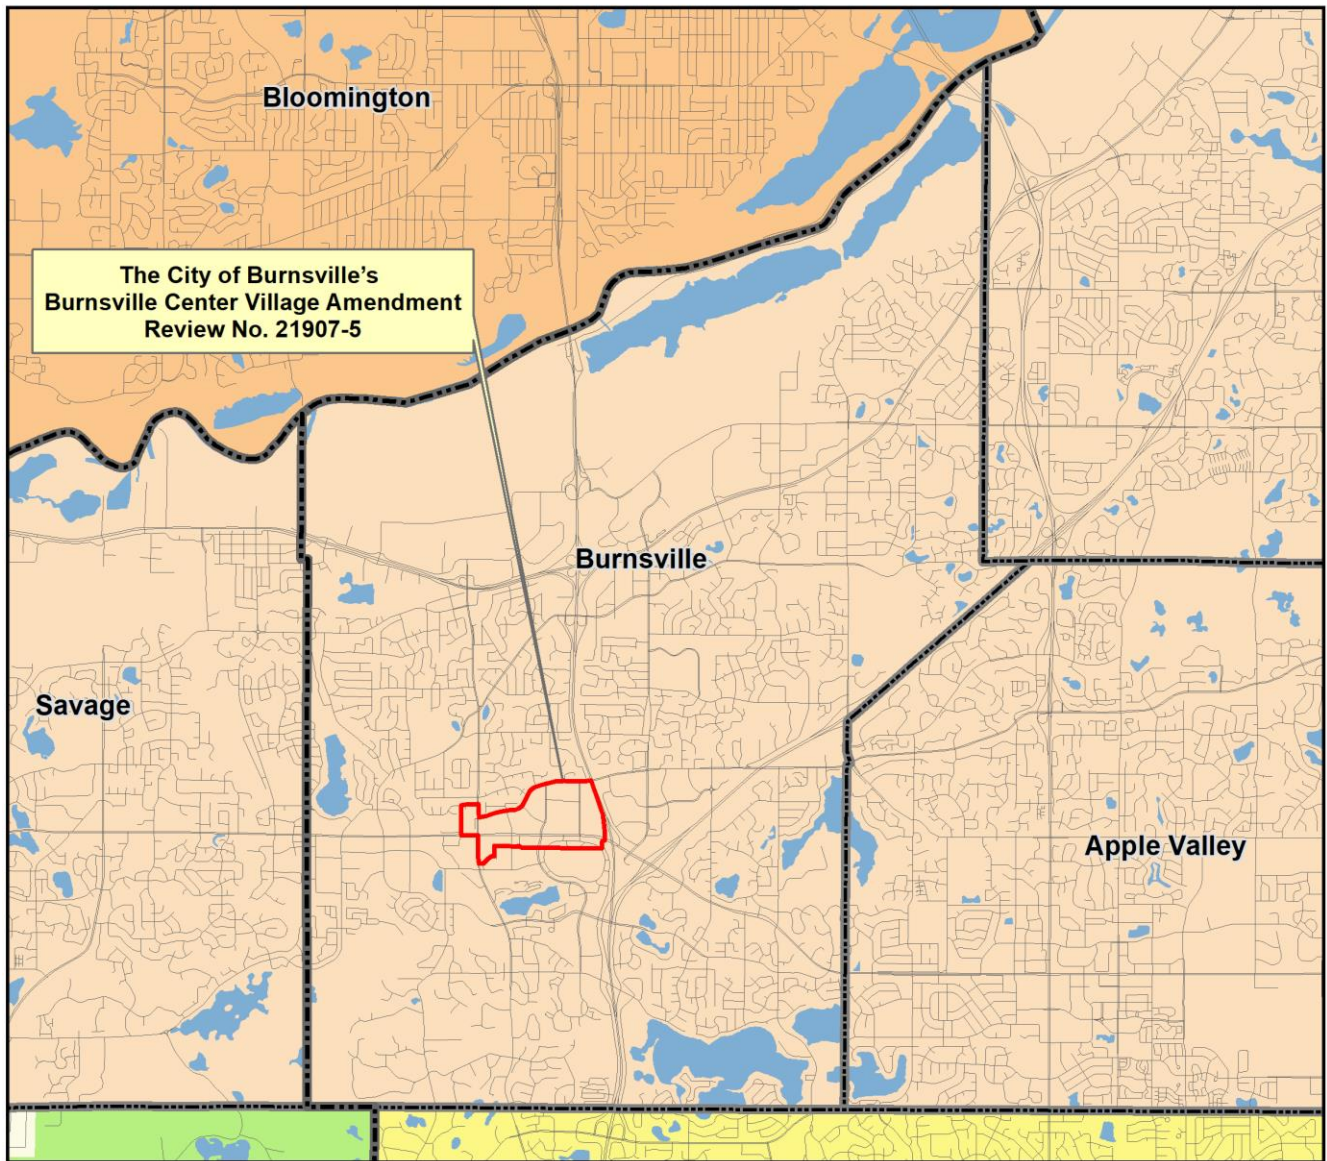 Bloomington
The City of Burnsville’s
Burnsville Center Village Amendment
Review No. 21907-5
Burnsville
Savage
Apple Valley